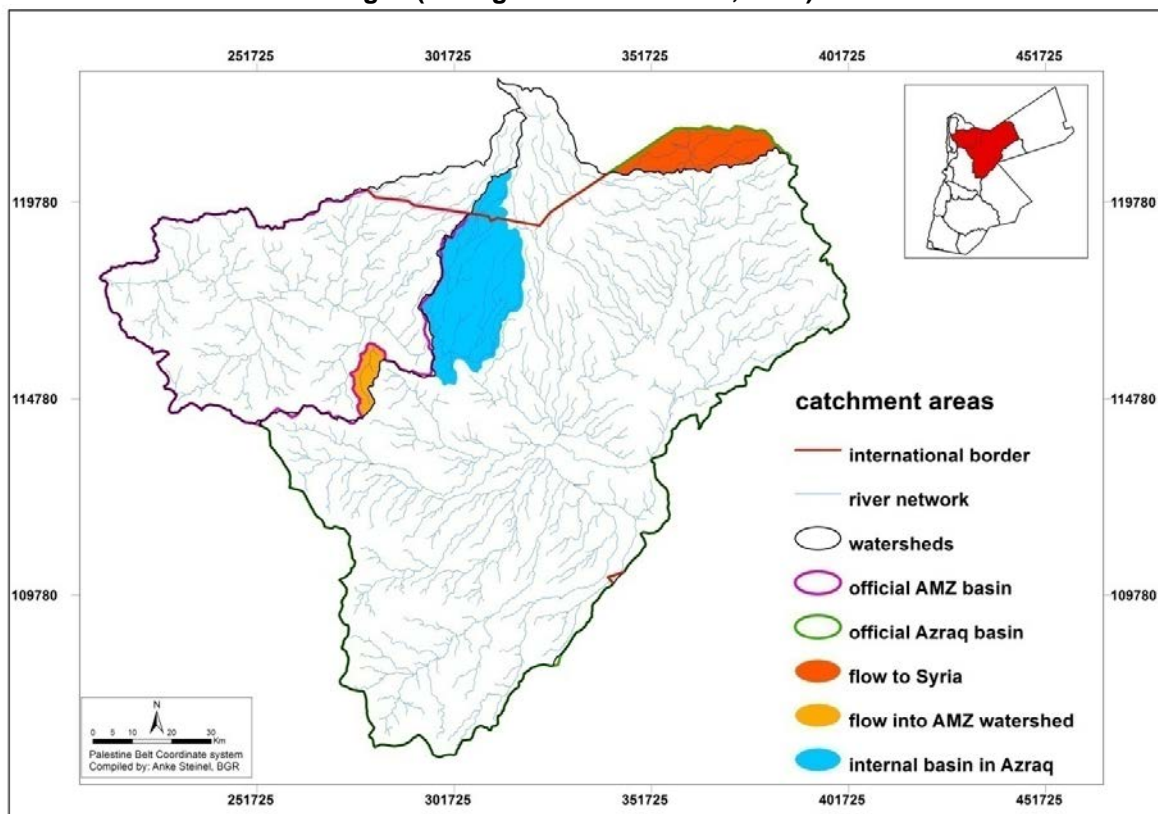 251725 301725 351725 401725 451725
119780 119780
114780 114780
109780 109780
catchment areas
international border
river network
watersheds
official AMZ basin
official Azraq basin
flow to Syria
flow into AMZ watershed
internal basin in Azraq
N
0 5 10 20 30
Km
Palestine Belt Coordinate system
Compiled by: Anke Steinel, BGR
251725 301725 351725 401725 451725